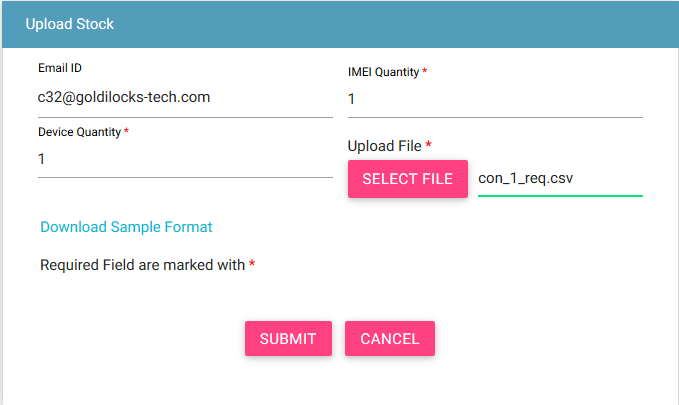 Upload Stock
Email ID
c32@goldilocks-tech.com
IMEI Quantity *
1
Device Quantity *
1
Upload File *
SELECT FILE
con_1_req.csv
Download Sample Format
Required Field are marked with *
SUBMIT
CANCEL